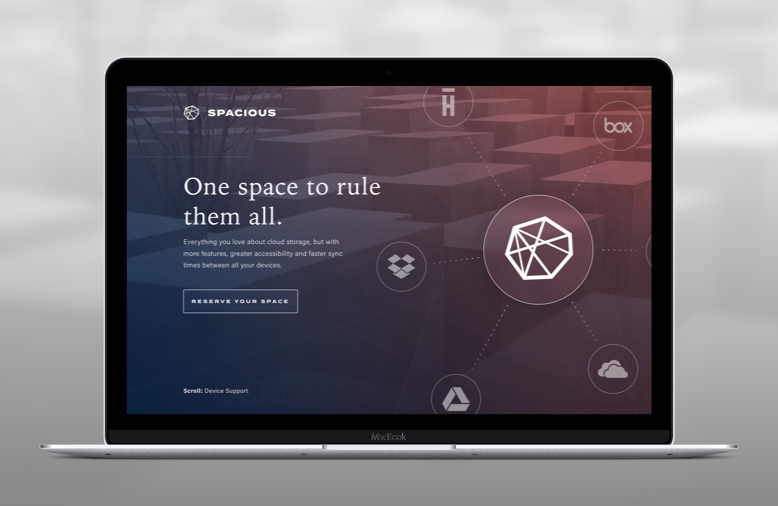 SPACIOUS
box
One space to rule
them all.
Everything you love about cloud storage, but with
more features, greater accessibility and faster sync
times between all your devices.
RESERVE YOUR SPACE
Scroll: Device Support
MacBook